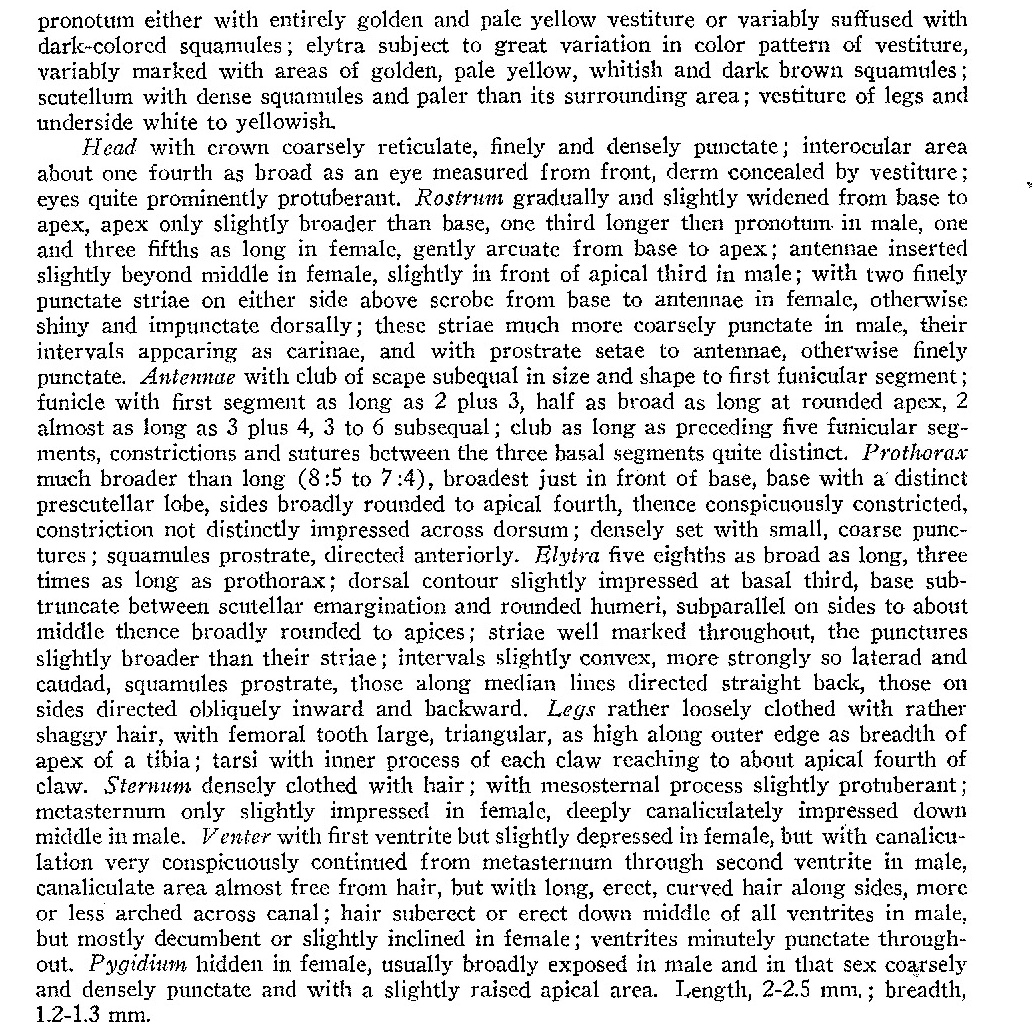 pronotum either with entirely golden and pale yellow vestiture or variably suffused with
dark-colored squamules; elytra subject to great variation in color pattern of vestiture,
variably marked with areas of golden, pale yellow, whitish and dark brown squamules;
scutellum with dense squamules and paler than its surrounding area; vestiture of legs and
underside white to yellowish.
Head with crown coarsely reticulate, finely and densely punctate; interocular area
about one fourth as broad as an eye measured from front, derm concealed by vestiture;
eyes quite prominently protuberant. Rostrum gradually and slightly widened from base to
apex, apex only slightly broader than base, one third longer then pronotum in male, one
and three fifths as long in female, gently arcuate from base to apex; antennae inserted
slightly beyond middle in female, slightly in front of apical third in male; with two finely
punctate striae on either side above scrobe from base to antennae in female, otherwise
shiny and impunctate dorsally; these striae much more coarsely punctate in male, their
intervals appearing as carinae, and with prostrate setae to antennae, otherwise finely
punctate. Antennae with club of scape subequal in size and shape to first funicular segment;
funicle with first segment as long as 2 plus 3, half as broad as long at rounded apex, 2
almost as long as 3 plus 4, 3 to 6 subsequal; club as long as preceding five funicular seg-
ments, constrictions and sutures between the three basal segments quite distinct. Prothorax
much broader than long (8:5 to 7:4), broadest just in front of base, base with a distinct
prescutellar lobe, sides broadly rounded to apical fourth, thence conspicuously constricted,
constriction not distinctly impressed across dorsum; densely set with small, coarse punc-
tures; squamules prostrate, directed anteriorly. Elytra five eighths as broad as long, three
times as long as prothorax; dorsal contour slightly impressed at basal third, base sub-
truncate between scutellar emargination and rounded humeri, subparallel on sides to about
middle thence broadly rounded to apices; striae well marked throughout, the punctures
slightly broader than their striae; intervals slightly convex, more strongly so laterad and
caudad, squamules prostrate, those along median lines directed straight back, those on
sides directed obliquely inward and backward. Legs rather loosely clothed with rather
shaggy hair, with femoral tooth large, triangular, as high along outer edge as breadth of
apex of a tibia; tarsi with inner process of each claw reaching to about apical fourth of
claw. Sternum densely clothed with hair; with mesosternal process slightly protuberant;
metasternum only slightly impressed in female, deeply canaliculately impressed down
middle in male. Venter with first ventrite but slightly depressed in female, but with canalicu-
lation very conspicuously continued from metasternum through second ventrite in male,
canaliculate area almost free from hair, but with long, erect, curved hair along sides, more
or less arched across canal; hair suberect or erect down middle of all ventrites in male,
but mostly decumbent or slightly inclined in female; ventrites minutely punctate through-
out. Pygidium hidden in female, usually broadly exposed in male and in that sex coarsely
and densely punctate and with a slightly raised apical area. Length, 2-2.5 mm.; breadth,
1.2-1.3 mm.